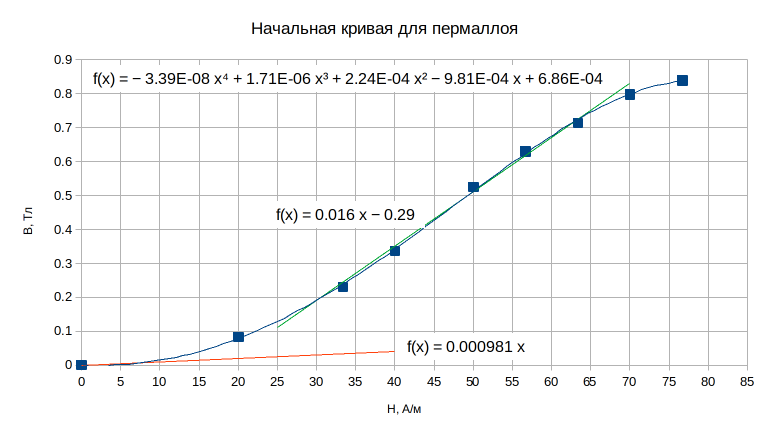 Начальная кривая для пермаллоя
0.9
f(x) = − 3.39E-08 x⁴ + 1.71E-06 x³ + 2.24E-04 x² − 9.81E-04 x + 6.86E-04
0.8
0.7
0.6
0.5
f(x) = 0.016 x − 0.29
В, Тл
0.4
0.3
0.2
0.1
f(x) = 0.000981 x
0
0 5 10 15 20 25 30 35 40 45 50 55 60 65 70 75 80 85
Н, А/м